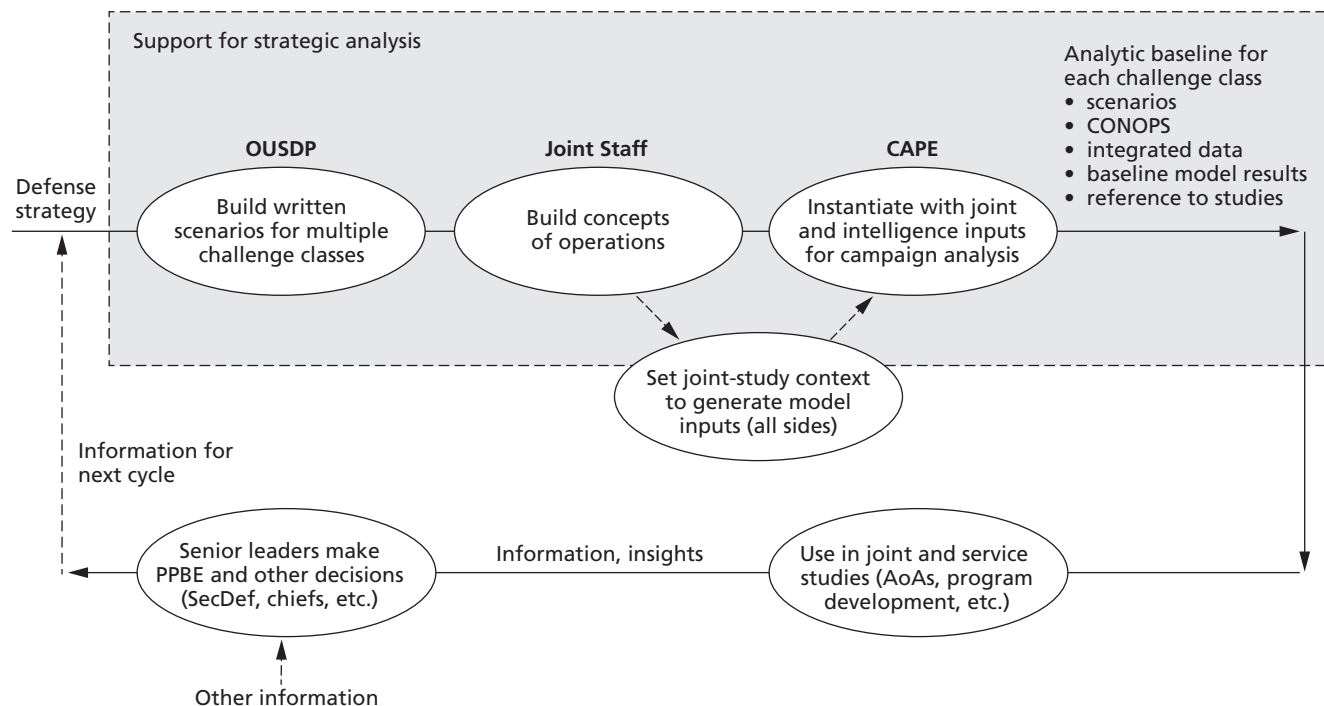 Support for strategic analysis
Analytic baseline for
each challenge class
• scenarios
• CONOPS
• integrated data
• baseline model results
• reference to studies
OUSDP
Joint Staff
CAPE
Defense
strategy
Build written
scenarios for multiple
challenge classes
Build concepts
of operations
Instantiate with joint
and intelligence inputs
for campaign analysis
Set joint-study context
to generate model
inputs (all sides)
Information for
next cycle
Senior leaders make
PPBE and other decisions
(SecDef, chiefs, etc.)
Information, insights
Use in joint and service
studies (AoAs, program
development, etc.)
Other information